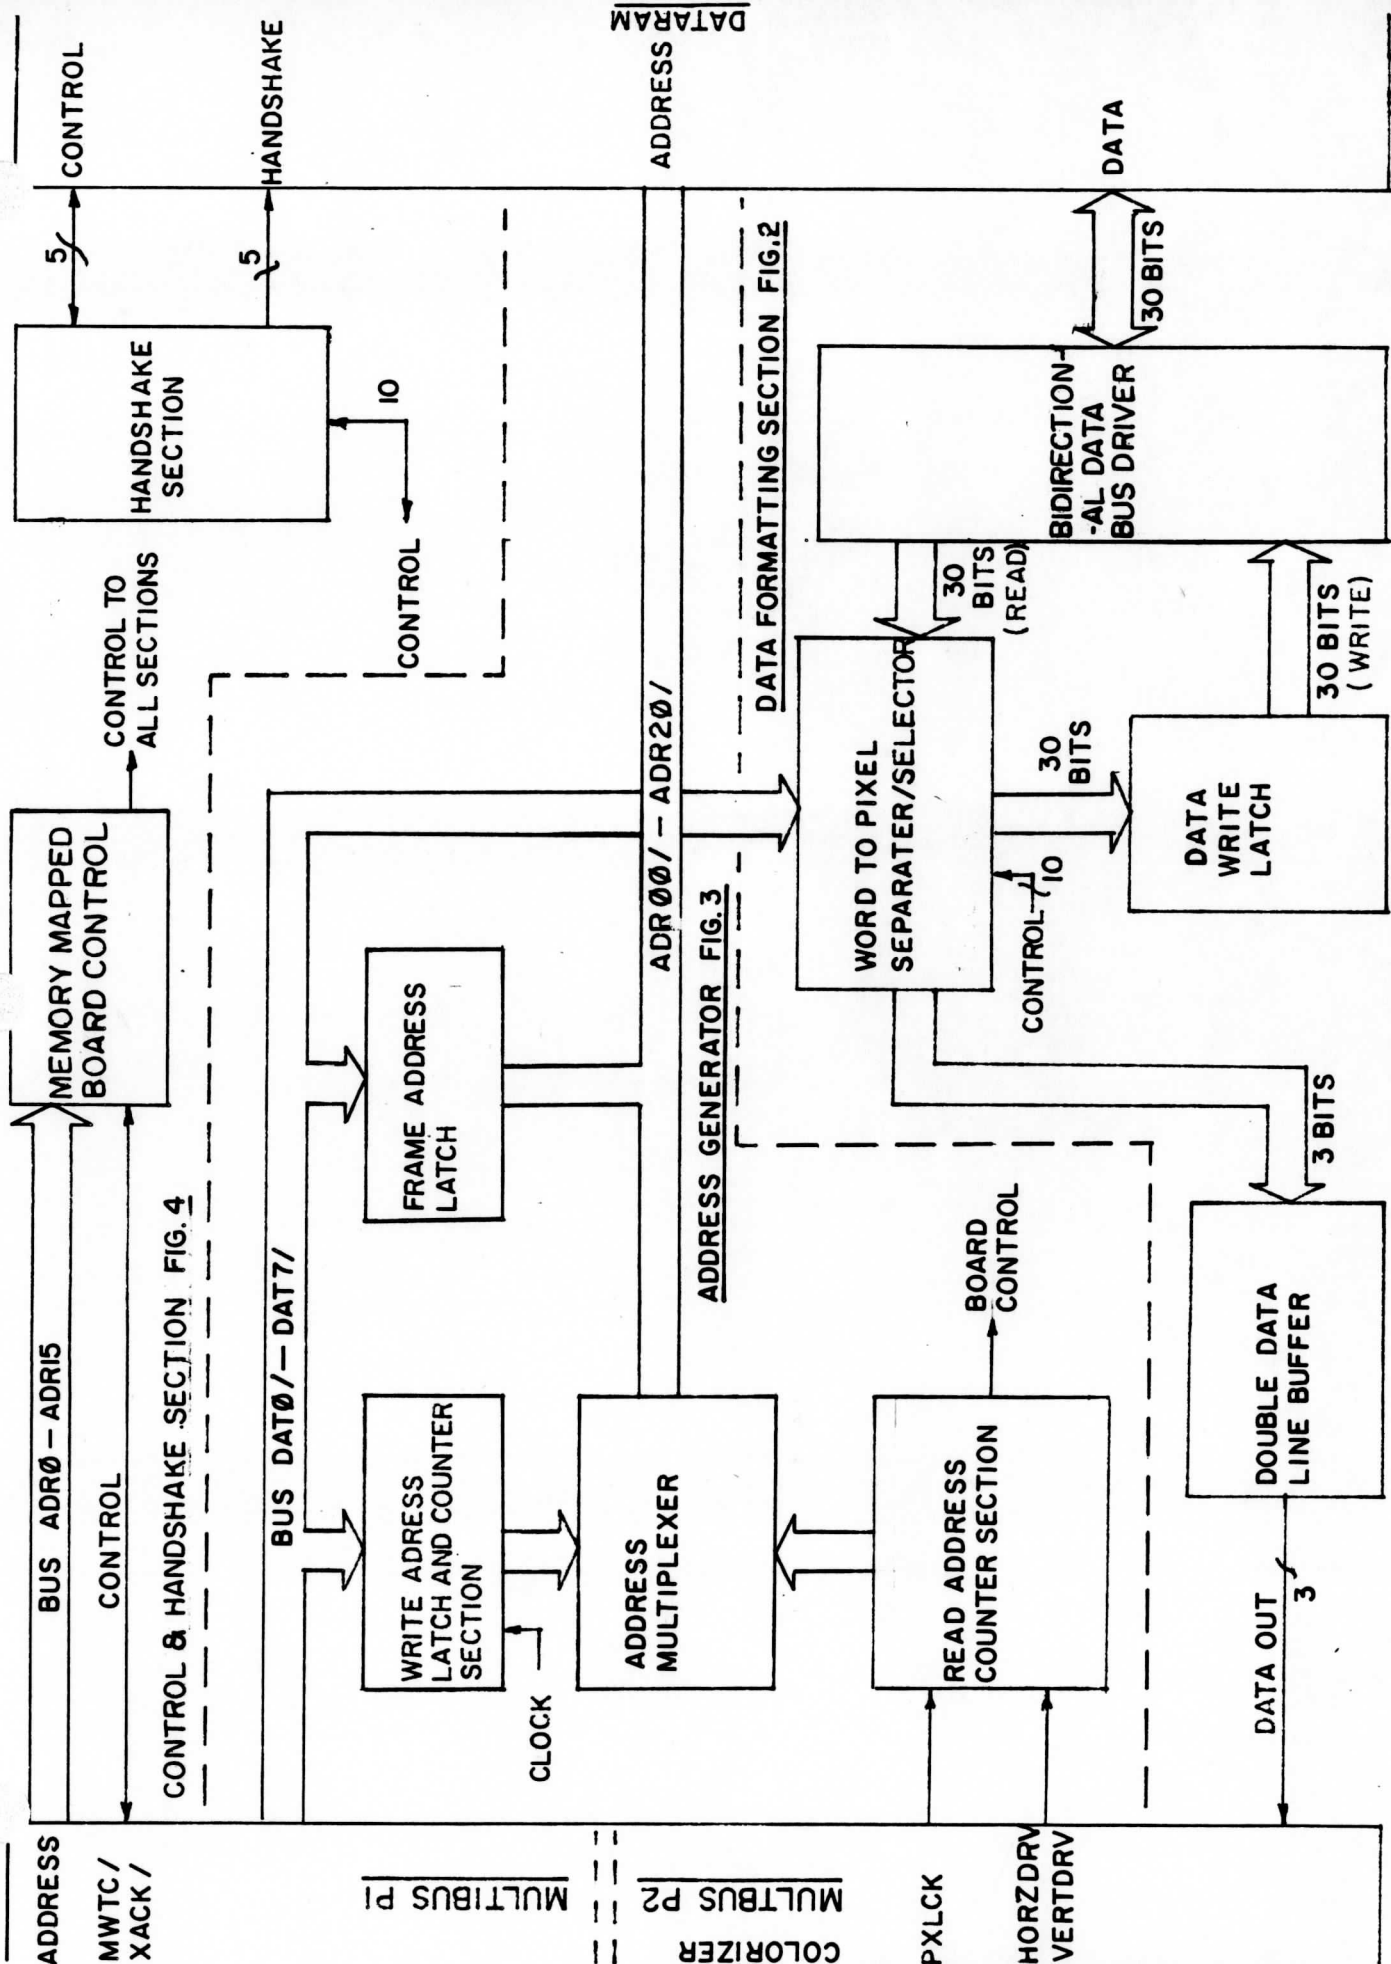 ADDRESS
MWTC/
XACK/
BUS ADRØ — ADR15
CONTROL
MEMORY MAPPED
BOARD CONTROL
CONTROL TO
ALL SECTIONS
HANDSHAKE
SECTION
5
CONTROL
5
HANDSHAKE
10
CONTROL
CONTROL & HANDSHAKE SECTION FIG. 4
MULTIBUS P1
BUS DATØ/ — DAT7/
WRITE ADRESS
LATCH AND COUNTER
SECTION
CLOCK
FRAME ADDRESS
LATCH
ADDRESS
MULTIPLEXER
ADRØØ/ — ADR2Ø/
ADDRESS
DATARAM
ADDRESS GENERATOR FIG. 3
MULTBUS P2
COLORIZER
PXLCK
HORZDRV
VERTDRV
READ ADDRESS
COUNTER SECTION
BOARD
CONTROL
DATA FORMATTING SECTION FIG.2
WORD TO PIXEL
SEPARATER/SELECTOR
CONTROL
10
30
BITS
(READ)
BIDIRECTION-
-AL DATA
BUS DRIVER
30 BITS
DATA
30
BITS
DATA
WRITE
LATCH
30 BITS
(WRITE)
3 BITS
DOUBLE DATA
LINE BUFFER
DATA OUT
3